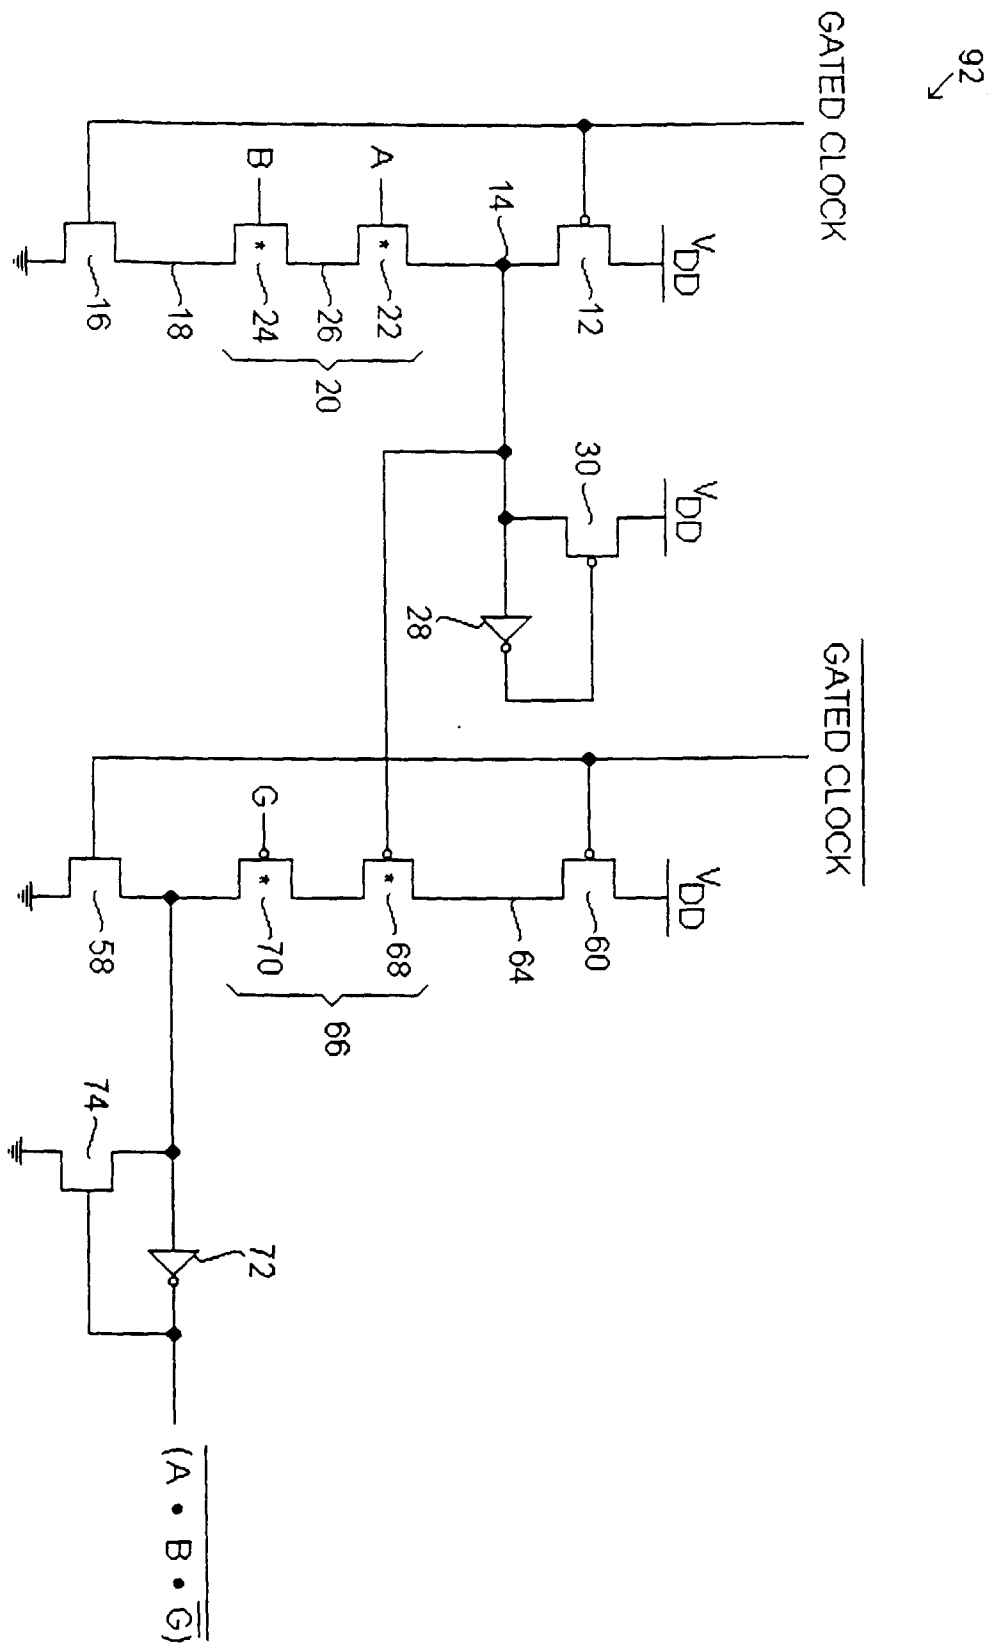 92
GATED CLOCK
VDD
12
14
A
* 22
26
20
B
* 24
18
16
VDD
30
28
GATED CLOCK
VDD
60
64
* 68
66
G
* 70
58
74
72
(A • B • G)